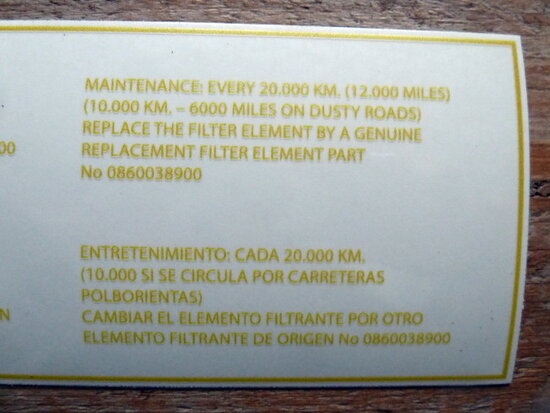 MAINTENANCE: EVERY 20.000 KM. (12.000 MILES)
(10.000 KM. = 6000 MILES ON DUSTY ROADS)
REPLACE THE FILTER ELEMENT BY A GENUINE
REPLACEMENT FILTER ELEMENT PART
No 0860038900
ENTRETENIMIENTO: CADA 20.000 KM.
(10.000 SI SE CIRCULA POR CARRETERAS
POLBORIENTAS)
CAMBIAR EL ELEMENTO FILTRANTE POR OTRO
ELEMENTO FILTRANTE DE ORIGEN No 0860038900